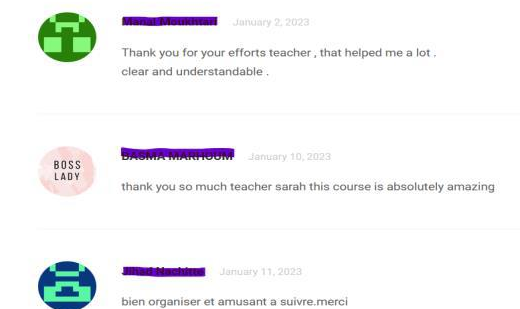 January 2, 2023
Thank you for your efforts teacher , that helped me a lot .
clear and understandable .
BOSS
LADY
January 10, 2023
thank you so much teacher sarah this course is absolutely amazing
January 11, 2023
bien organiser et amusant a suivre.merci